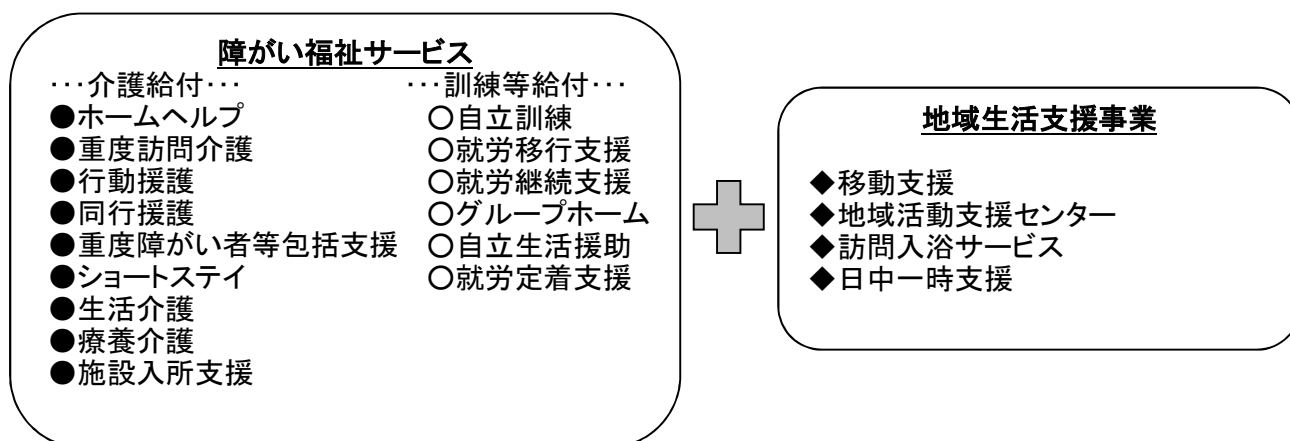 障がい福祉サービス
・・・介護給付・・・
●ホームヘルプ
●重度訪問介護
●行動援護
●同行援護
●重度障がい者等包括支援
●ショートステイ
●生活介護
●療養介護
●施設入所支援
・・・訓練等給付・・・
○自立訓練
○就労移行支援
○就労継続支援
○グループホーム
○自立生活援助
○就労定着支援
地域生活支援事業
◆移動支援
◆地域活動支援センター
◆訪問入浴サービス
◆日中一時支援